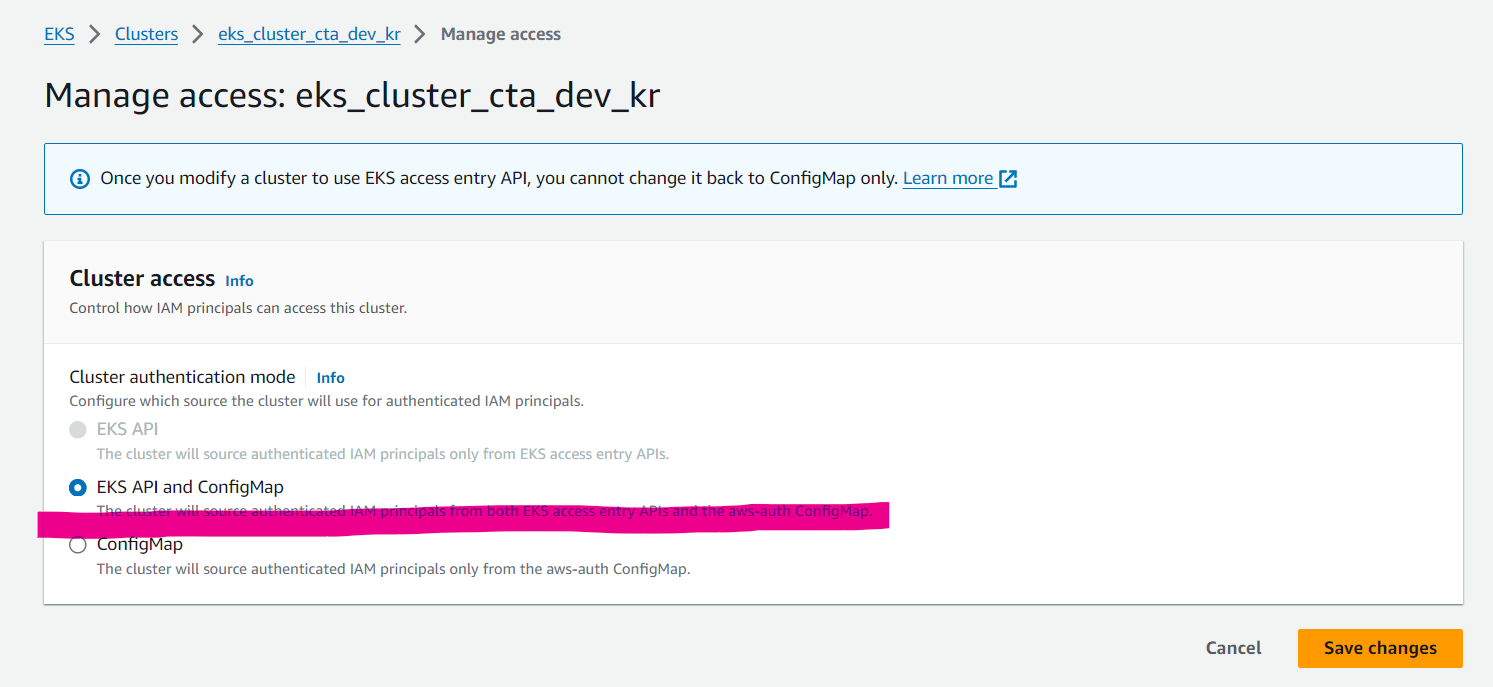 EKS > Clusters > eks_cluster_cta_dev_kr > Manage access
Manage access: eks_cluster_cta_dev_kr
Once you modify a cluster to use EKS access entry API, you cannot change it back to ConfigMap only. Learn more
Cluster access Info
Control how IAM principals can access this cluster.
Cluster authentication mode Info
Configure which source the cluster will use for authenticated IAM principals.
EKS API
The cluster will source authenticated IAM principals only from EKS access entry APIs.
EKS API and ConfigMap
The cluster will source authenticated IAM principals from both EKS access entry APIs and the aws-auth ConfigMap.
ConfigMap
The cluster will source authenticated IAM principals only from the aws-auth ConfigMap.
Cancel Save changes